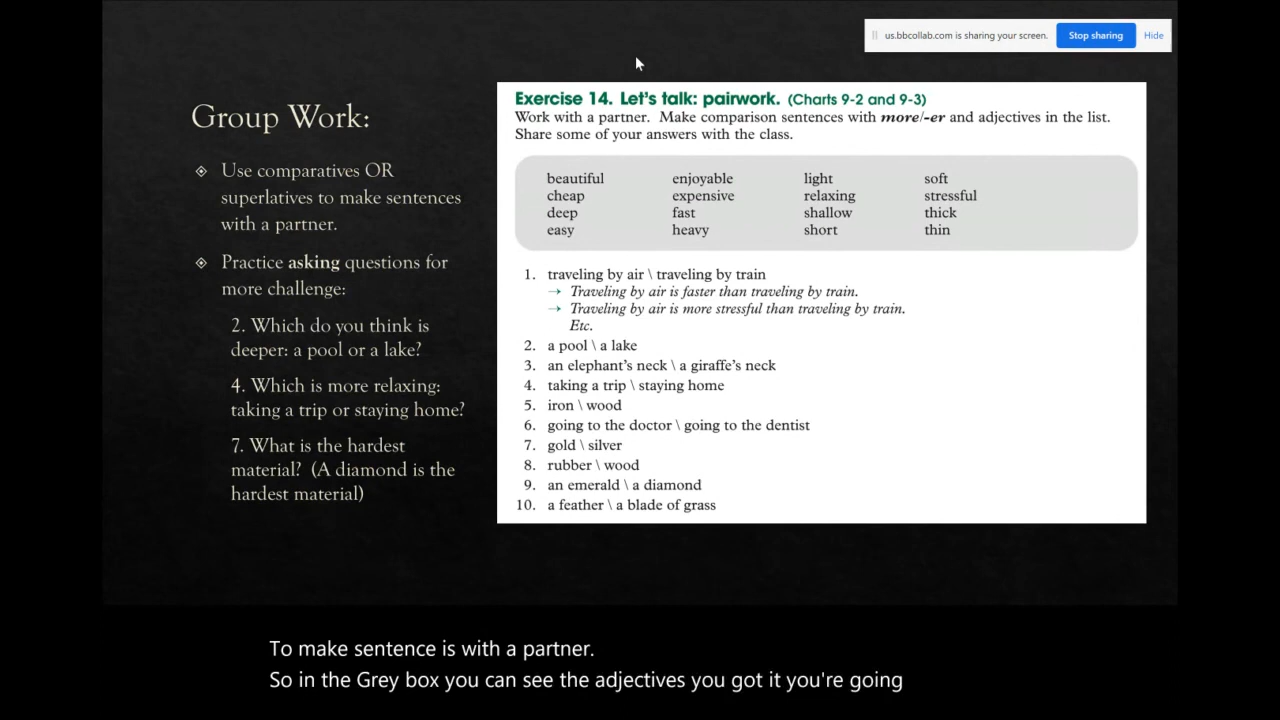 us.bbcollab.com is sharing your screen.
Stop sharing
Hide
Group Work:
Use comparatives OR
superlatives to make sentences
with a partner.
Practice asking questions for
more challenge:
2. Which do you think is
deeper: a pool or a lake?
4. Which is more relaxing:
taking a trip or staying home?
7. What is the hardest
material? (A diamond is the
hardest material)
Exercise 14. Let's talk: pairwork. (Charts 9-2 and 9-3)
Work with a partner. Make comparison sentences with more/-er and adjectives in the list.
Share some of your answers with the class.
beautiful enjoyable light soft
cheap expensive relaxing stressful
deep fast shallow thick
easy heavy short thin
1. traveling by air \ traveling by train
→ Traveling by air is faster than traveling by train.
→ Traveling by air is more stressful than traveling by train.
Etc.
2. a pool \ a lake
3. an elephant's neck \ a giraffe's neck
4. taking a trip \ staying home
5. iron \ wood
6. going to the doctor \ going to the dentist
7. gold \ silver
8. rubber \ wood
9. an emerald \ a diamond
10. a feather \ a blade of grass
To make sentence is with a partner.
So in the Grey box you can see the adjectives you got it you're going